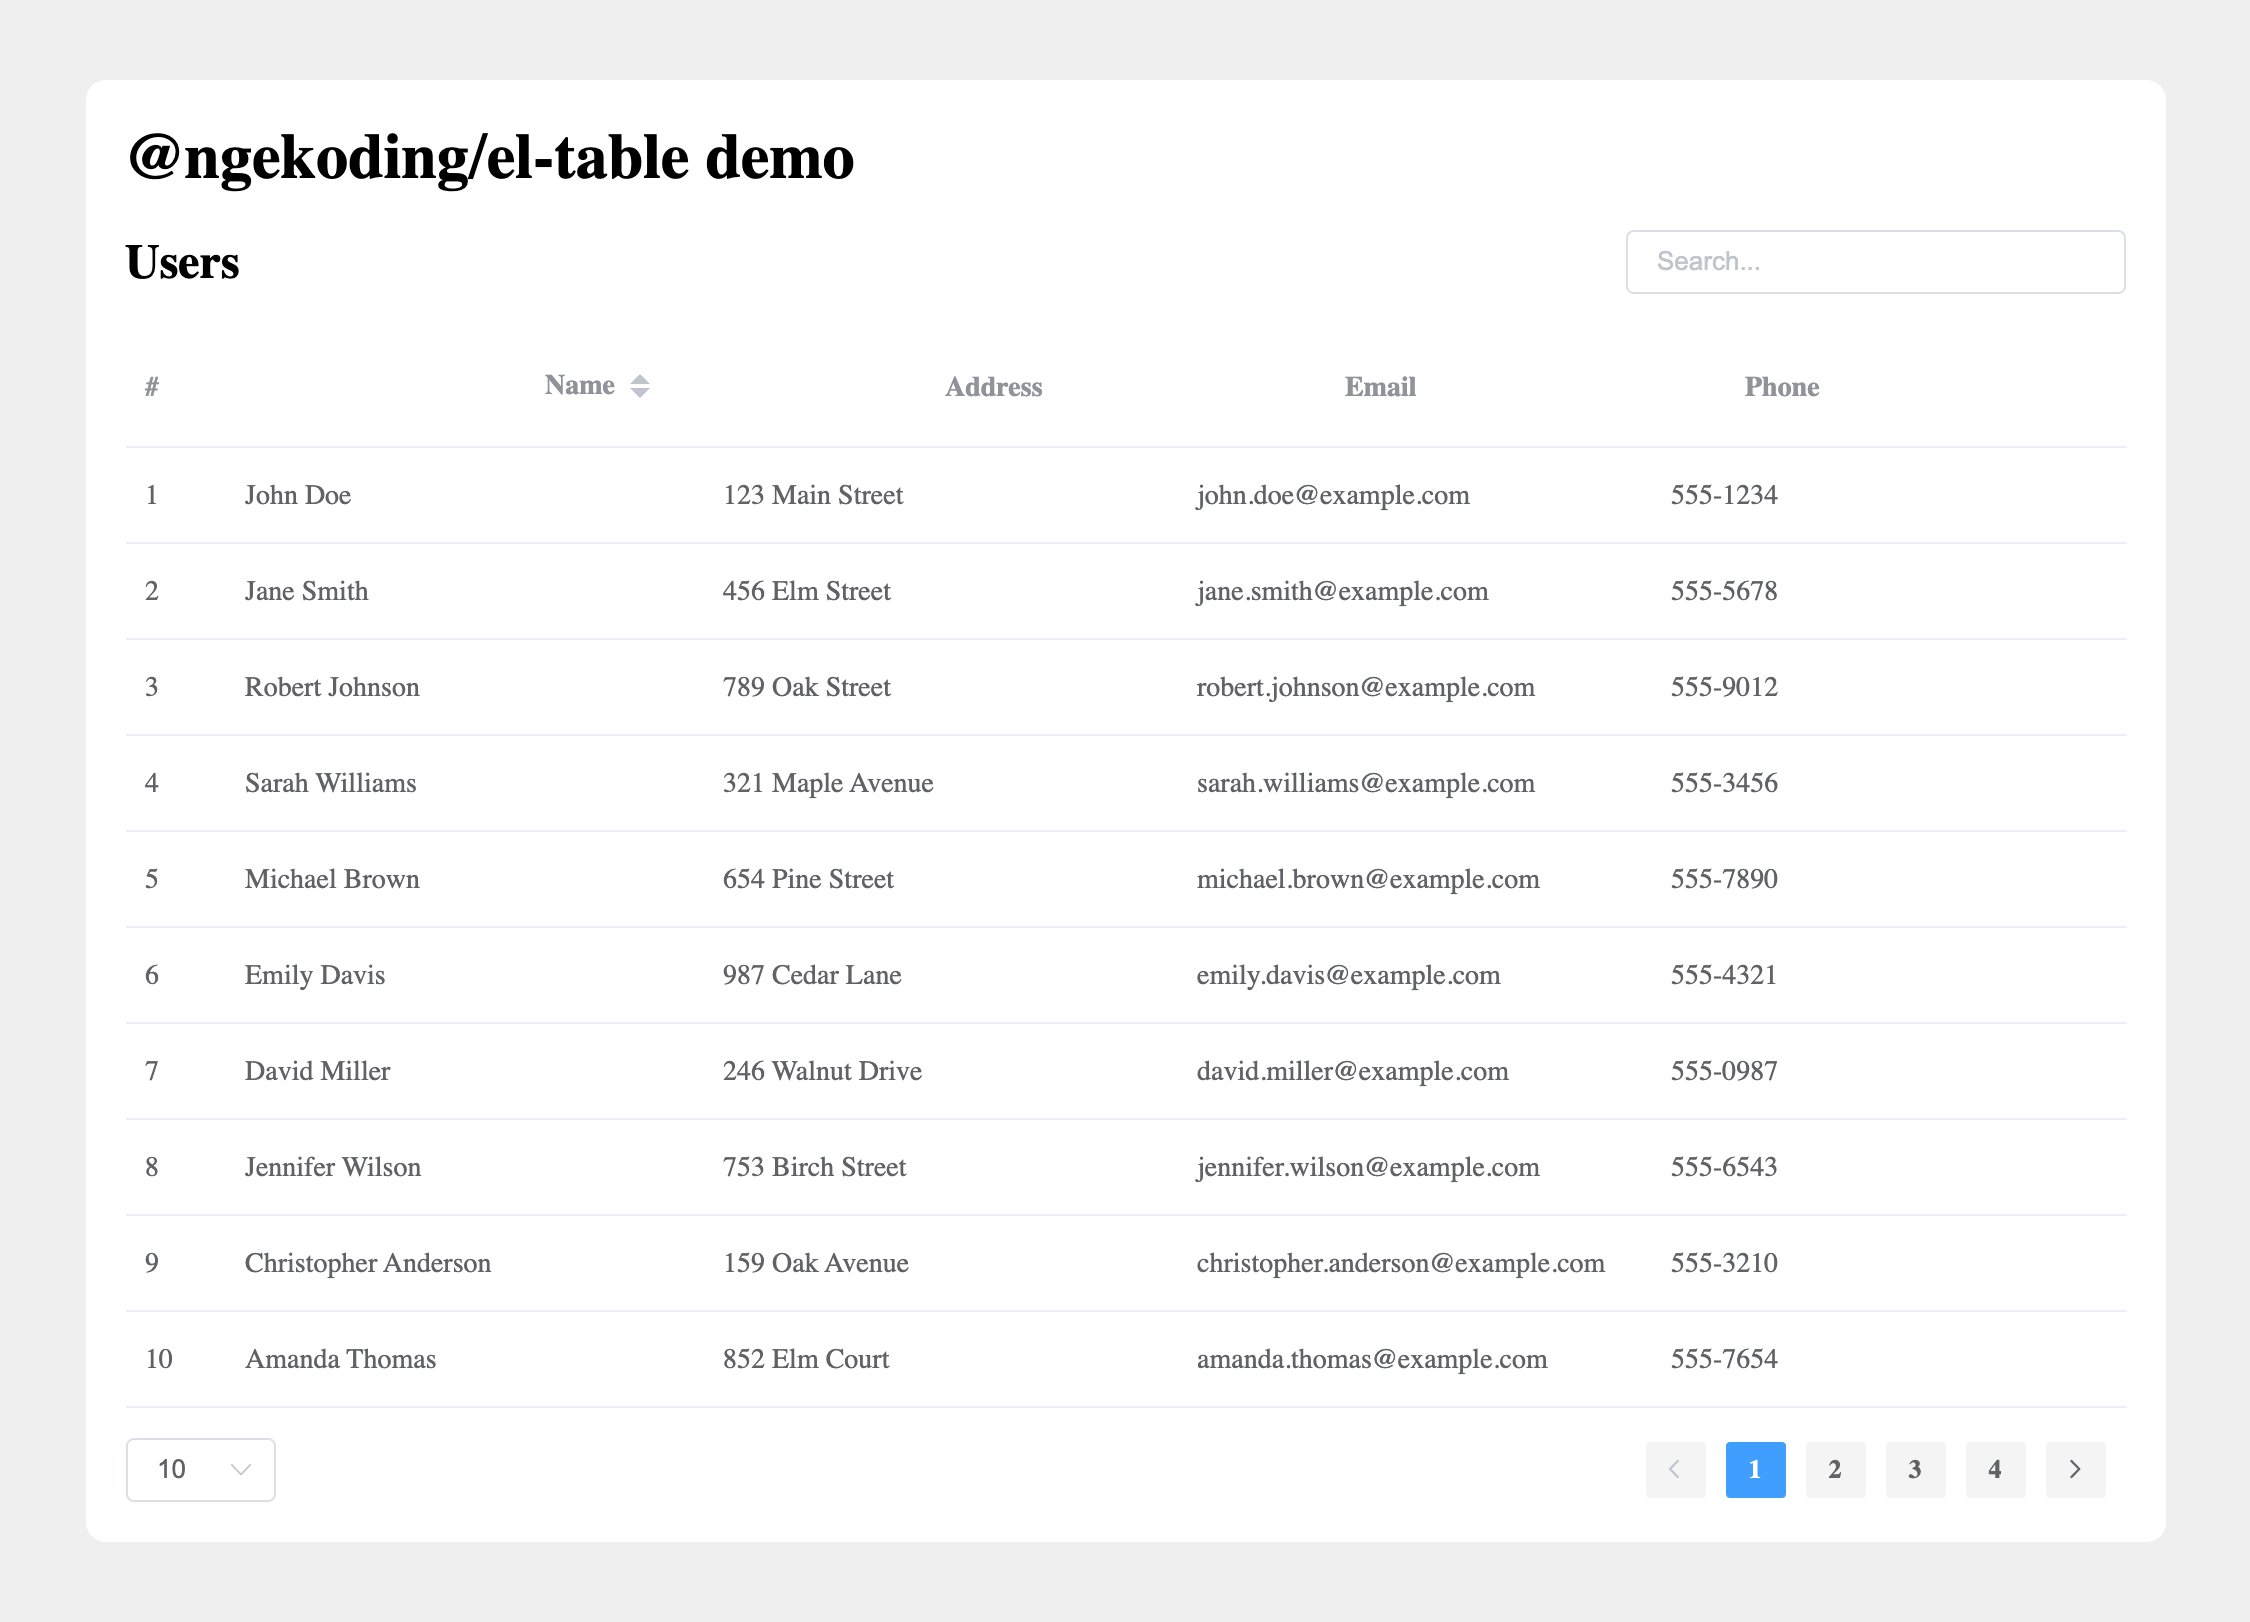 @ngekoding/el-table demo
Users
Search...
# Name Address Email Phone
1 John Doe 123 Main Street john.doe@example.com 555-1234
2 Jane Smith 456 Elm Street jane.smith@example.com 555-5678
3 Robert Johnson 789 Oak Street robert.johnson@example.com 555-9012
4 Sarah Williams 321 Maple Avenue sarah.williams@example.com 555-3456
5 Michael Brown 654 Pine Street michael.brown@example.com 555-7890
6 Emily Davis 987 Cedar Lane emily.davis@example.com 555-4321
7 David Miller 246 Walnut Drive david.miller@example.com 555-0987
8 Jennifer Wilson 753 Birch Street jennifer.wilson@example.com 555-6543
9 Christopher Anderson 159 Oak Avenue christopher.anderson@example.com 555-3210
10 Amanda Thomas 852 Elm Court amanda.thomas@example.com 555-7654
10 1 2 3 4